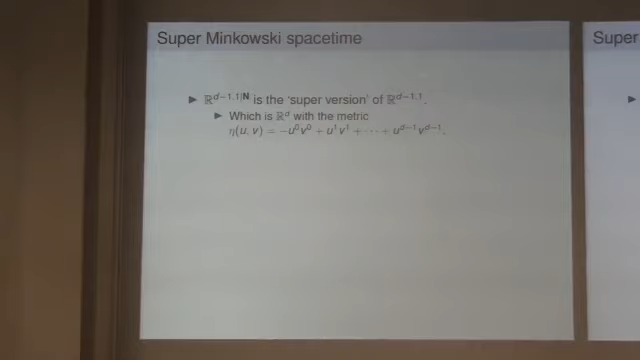 Super Minkowski spacetime
Super
► ℝ^{d−1,1|N} is the ‘super version’ of ℝ^{d−1,1}.
► Which is ℝ^d with the metric
η(u, v) = −u⁰v⁰ + u¹v¹ + ··· + u^{d−1}v^{d−1}.